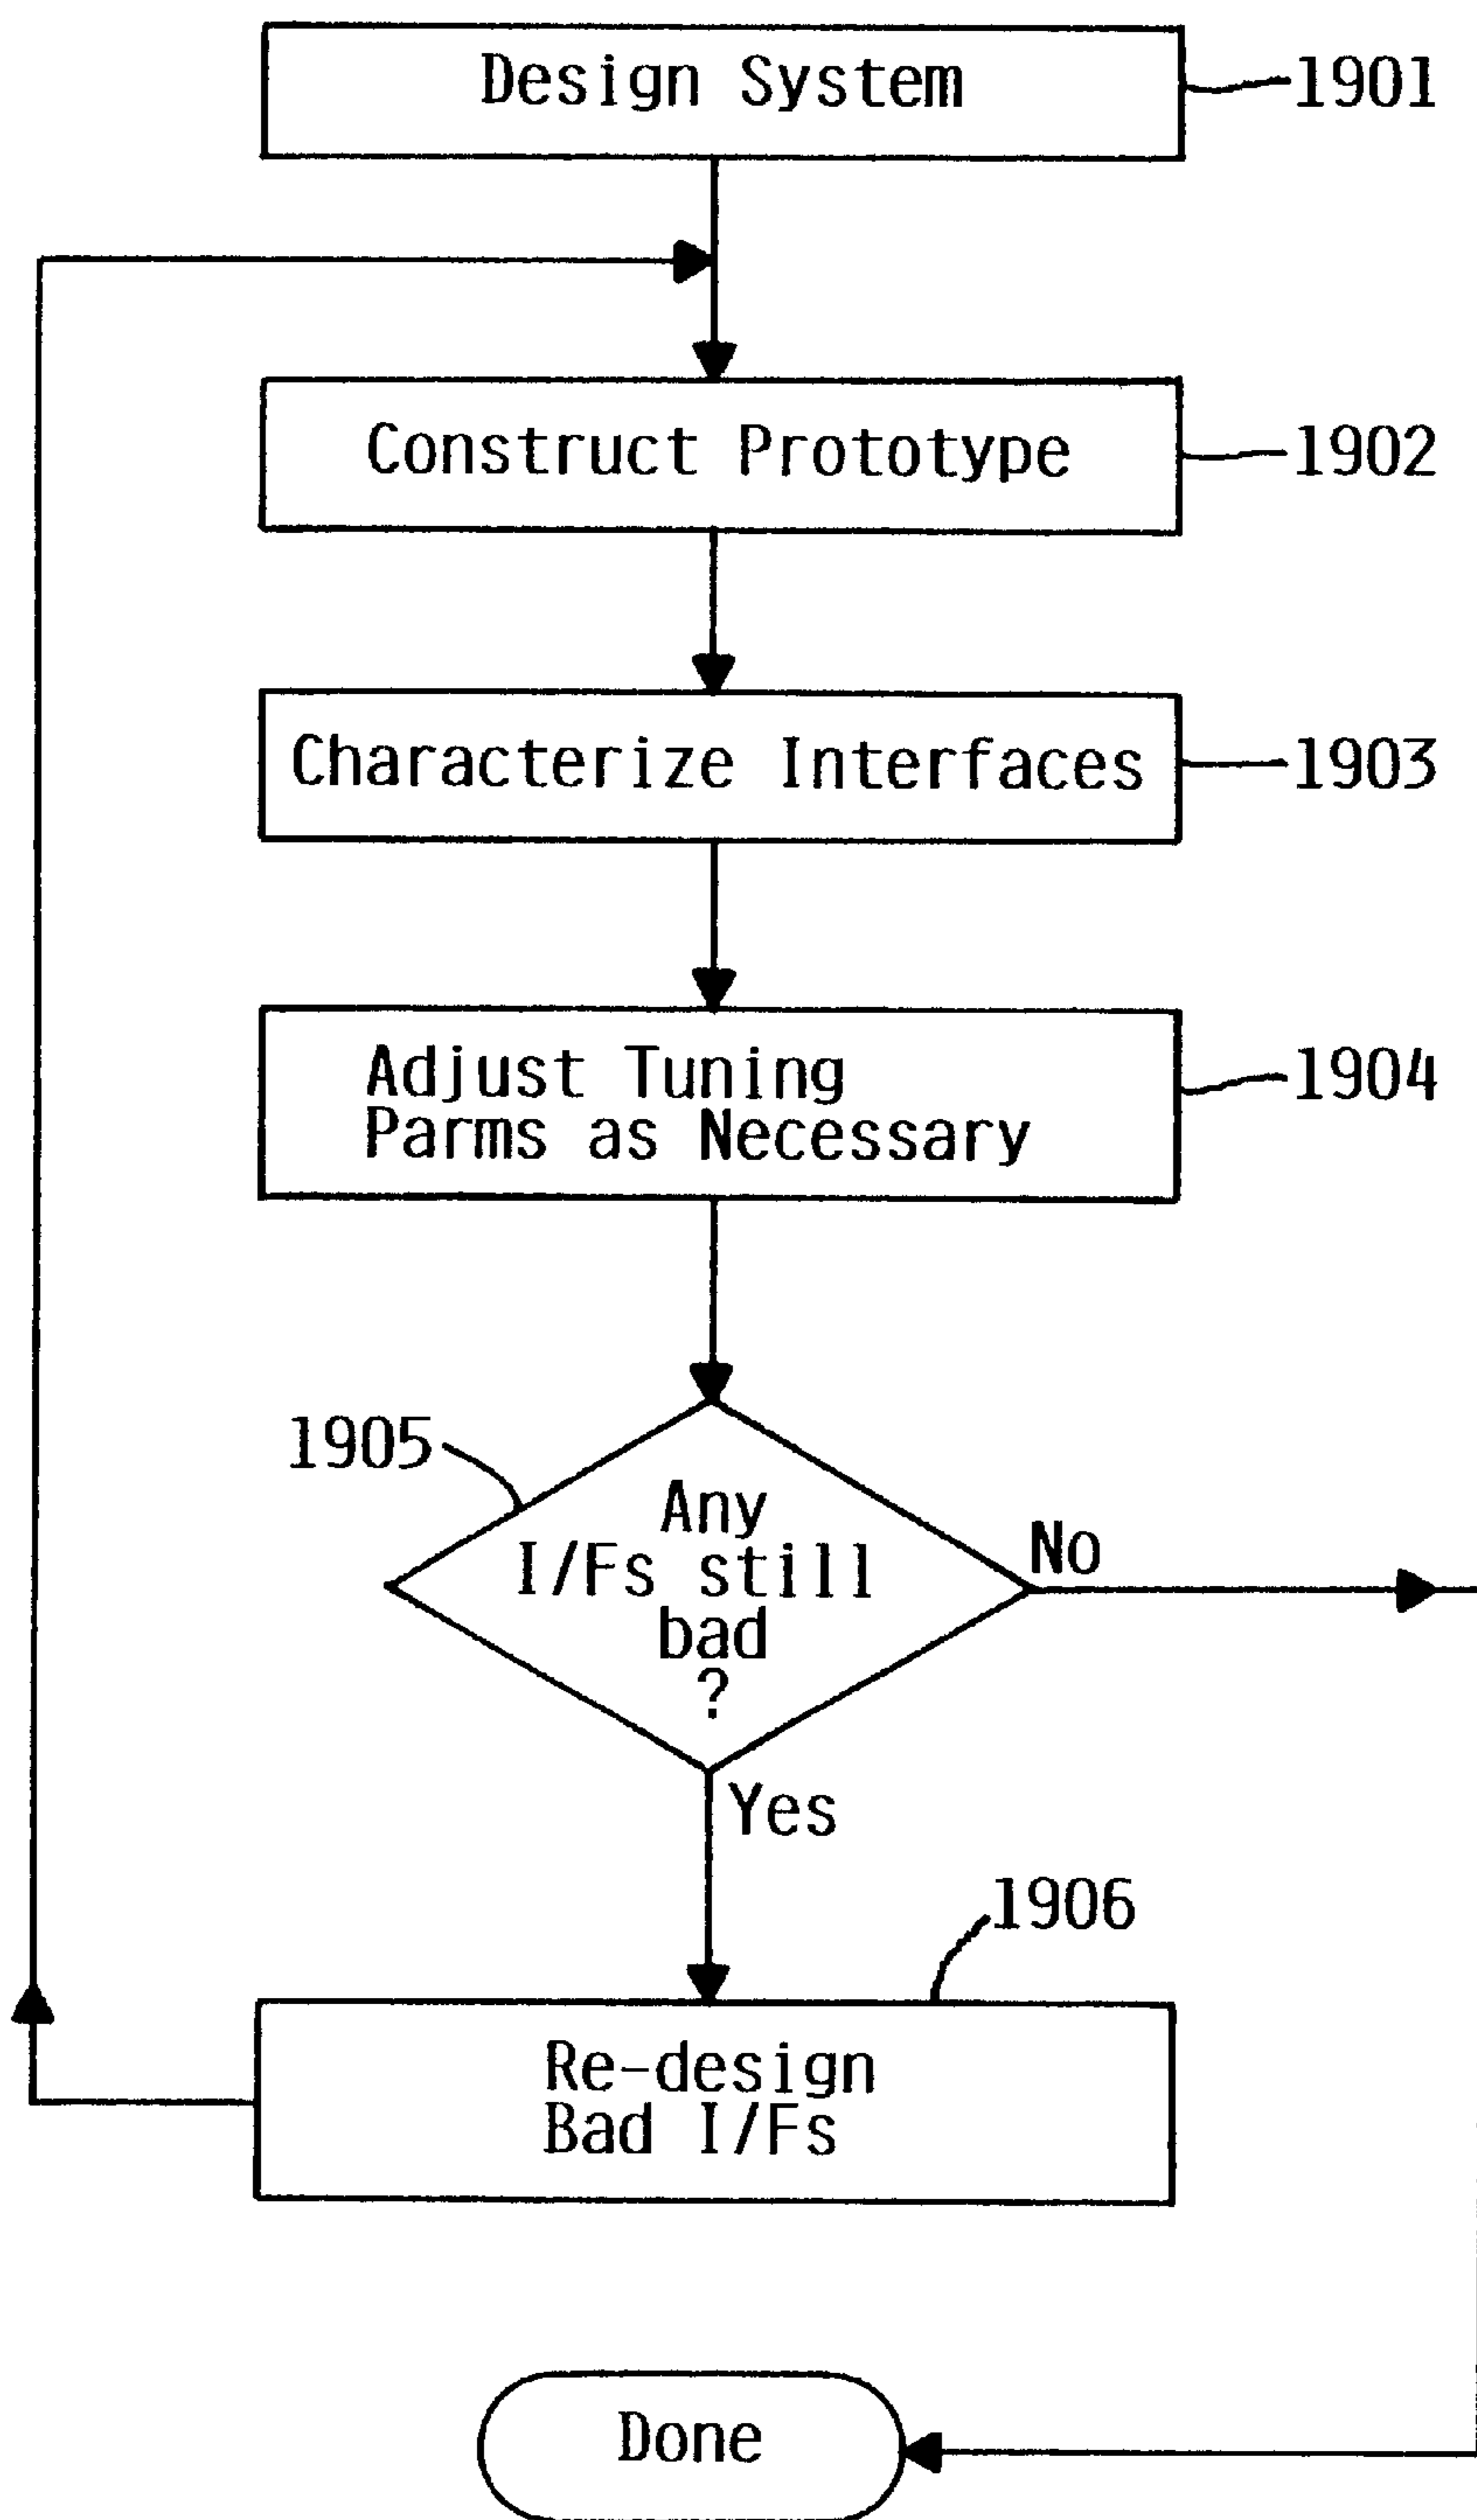 Design System
1901
Construct Prototype
1902
Characterize Interfaces
1903
Adjust Tuning
Parms as Necessary
1904
1905
Any
I/Fs still
bad
?
No
Yes
1906
Re-design
Bad I/Fs
Done